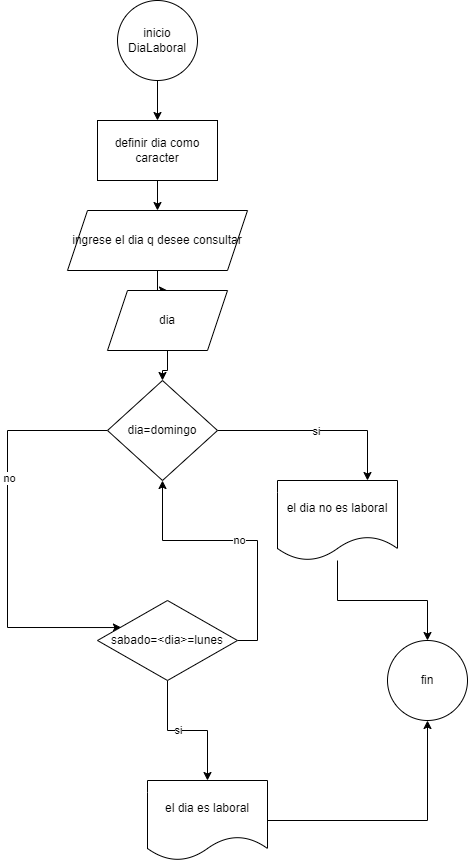 inicio
DiaLaboral
definir dia como
caracter
ingrese el dia q desee consultar
dia
dia=domingo
si
no
el dia no es laboral
no
sabado=<dia>=lunes
fin
si
el dia es laboral